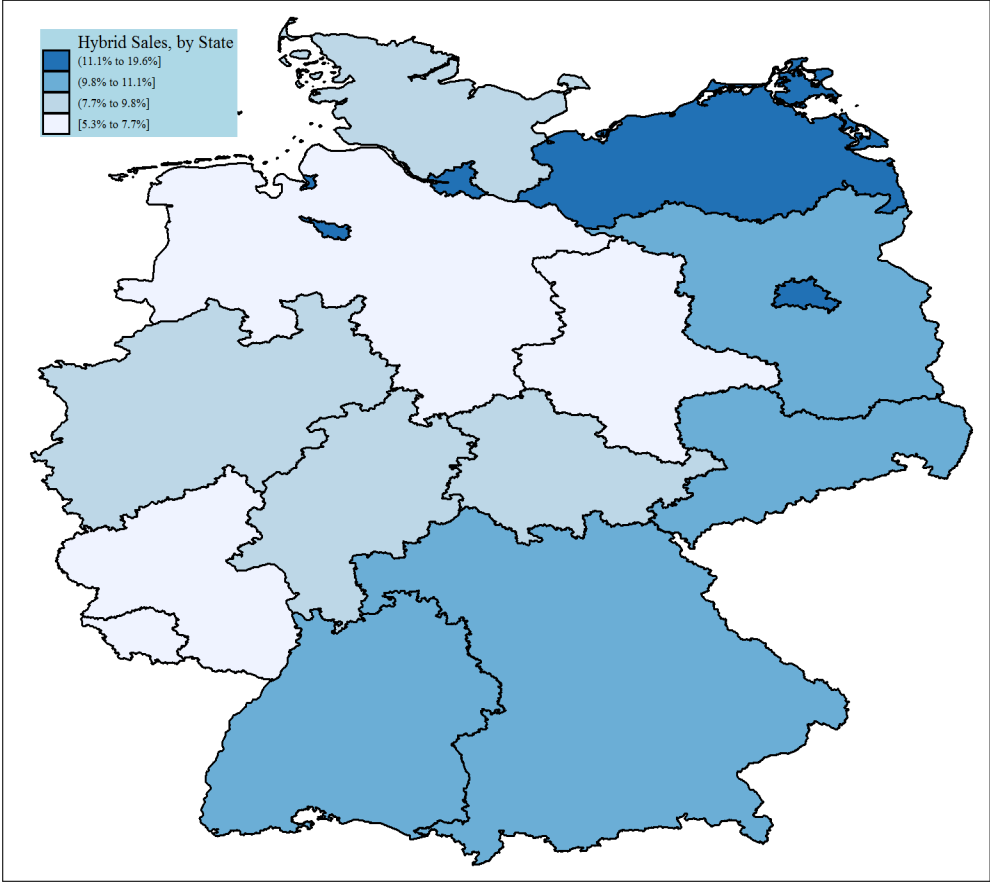 Hybrid Sales, by State
(11.1% to 19.6%]
(9.8% to 11.1%]
(7.7% to 9.8%]
[5.3% to 7.7%]